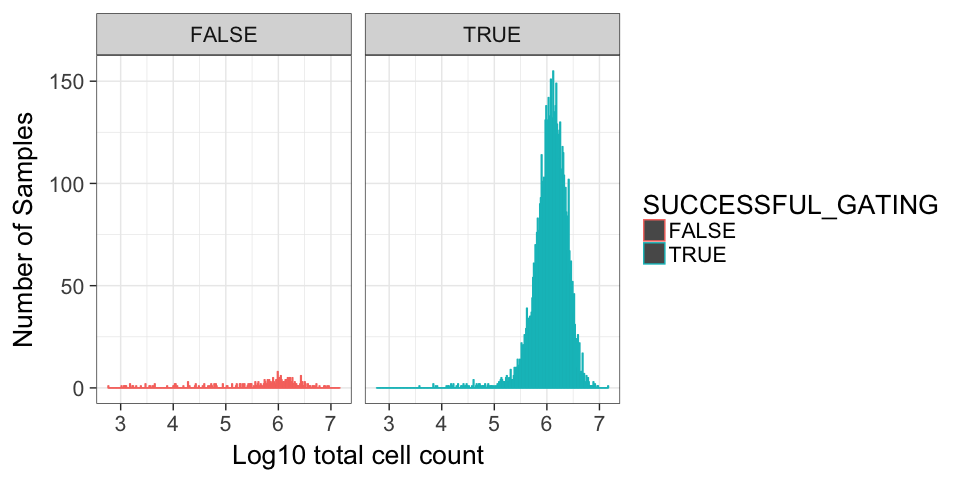 FALSE
TRUE
150
100
50
0
Number of Samples
3 4 5 6 7
3 4 5 6 7
Log10 total cell count
SUCCESSFUL_GATING
FALSE
TRUE